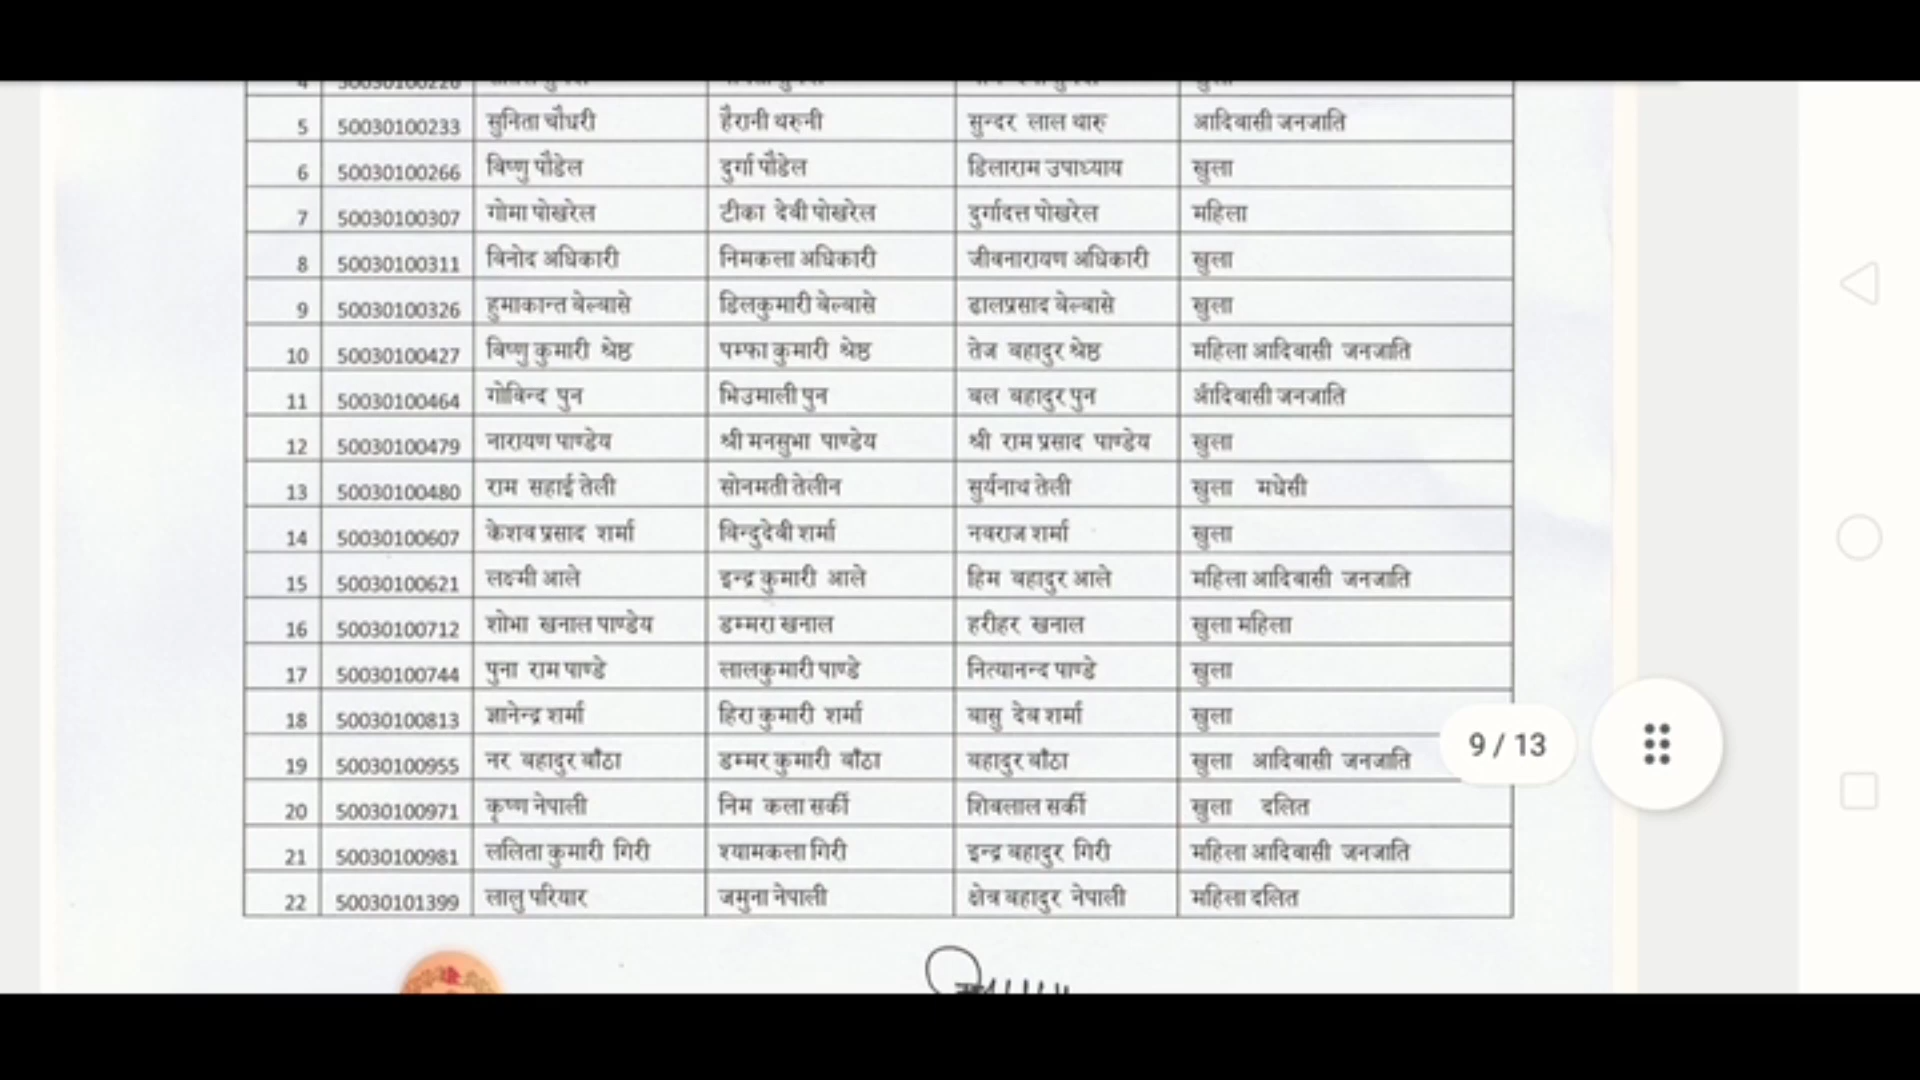 4 50030100226
5 50030100233 सुनिता चौधरी हैरानी थरुनी सुन्दर लाल थारु आदिवासी जनजाति
6 50030100266 विष्णु पौडेल दुर्गा पौडेल डिलाराम उपाध्याय खुला
7 50030100307 गोमा पोखरेल टीका देवी पोखरेल दुर्गादत्त पोखरेल महिला
8 50030100311 विनोद अधिकारी निमकला अधिकारी जीवनारायण अधिकारी खुला
9 50030100326 हुमाकान्त बेल्बासे डिलकुमारी बेल्बासे ढालप्रसाद बेल्बासे खुला
10 50030100427 विष्णु कुमारी श्रेष्ठ पम्फा कुमारी श्रेष्ठ तेज बहादुर श्रेष्ठ महिला आदिवासी जनजाति
11 50030100464 गोविन्द पुन भिउमाली पुन बल बहादुर पुन आदिवासी जनजाति
12 50030100479 नारायण पाण्डेय श्री मनसुभा पाण्डेय श्री राम प्रसाद पाण्डेय खुला
13 50030100480 राम सहाई तेली सोनमती तेलीन सुर्यनाथ तेली खुला मधेसी
14 50030100607 केशव प्रसाद शर्मा विन्दुदेवी शर्मा नवराज शर्मा खुला
15 50030100621 लक्ष्मी आले इन्द्र कुमारी आले हिम बहादुर आले महिला आदिवासी जनजाति
16 50030100712 शोभा खनाल पाण्डेय डम्मरा खनाल हरीहर खनाल खुला महिला
17 50030100744 पुना राम पाण्डे लालकुमारी पाण्डे नित्यानन्द पाण्डे खुला
18 50030100813 ज्ञानेन्द्र शर्मा हिरा कुमारी शर्मा वासु देव शर्मा खुला
19 50030100955 नर बहादुर बाँठा डम्मर कुमारी बाँठा बहादुर बाँठा खुला आदिवासी जनजाति
20 50030100971 कृष्ण नेपाली निम कला सर्की शिवलाल सर्की खुला दलित
21 50030100981 ललिता कुमारी गिरी श्यामकला गिरी इन्द्र बहादुर गिरी महिला आदिवासी जनजाति
22 50030101399 लालु परियार जमुना नेपाली क्षेत्र बहादुर नेपाली महिला दलित
9 / 13